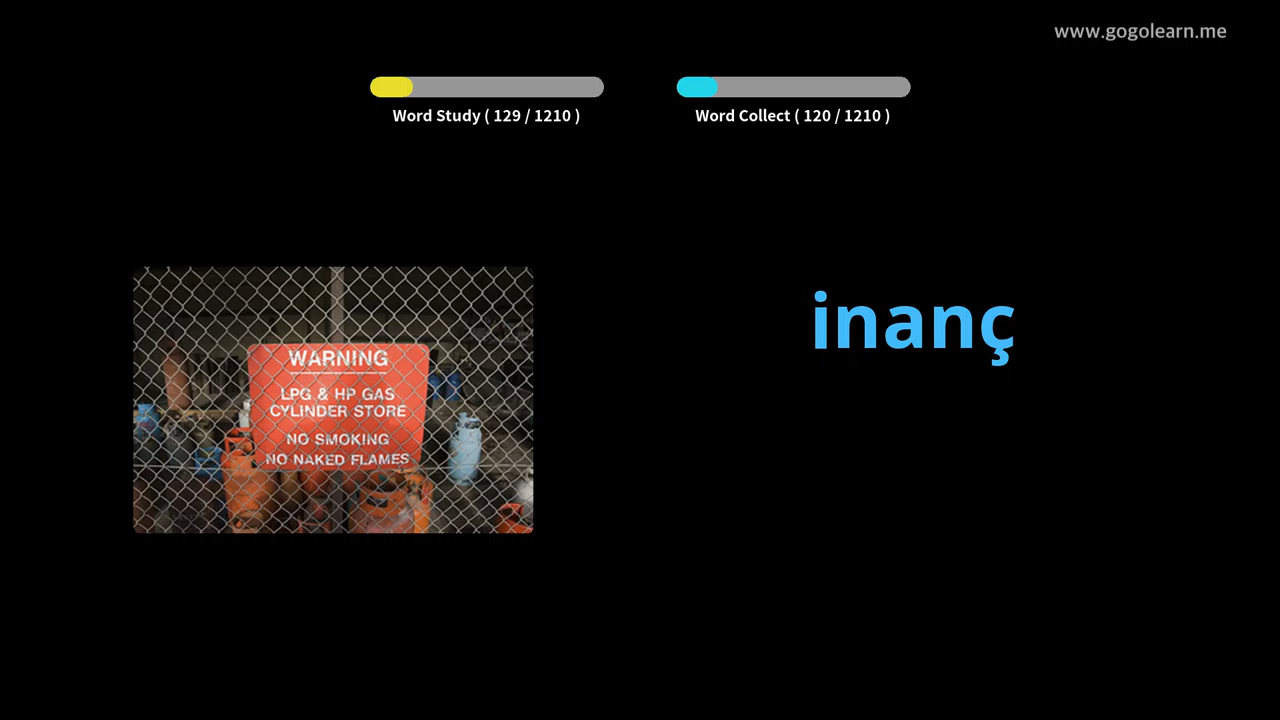 www.gogolearn.me
Word Study ( 129 / 1210 )
Word Collect ( 120 / 1210 )
inanç
WARNING
LPG & HP GAS
CYLINDER STORE
NO SMOKING
NO NAKED FLAMES